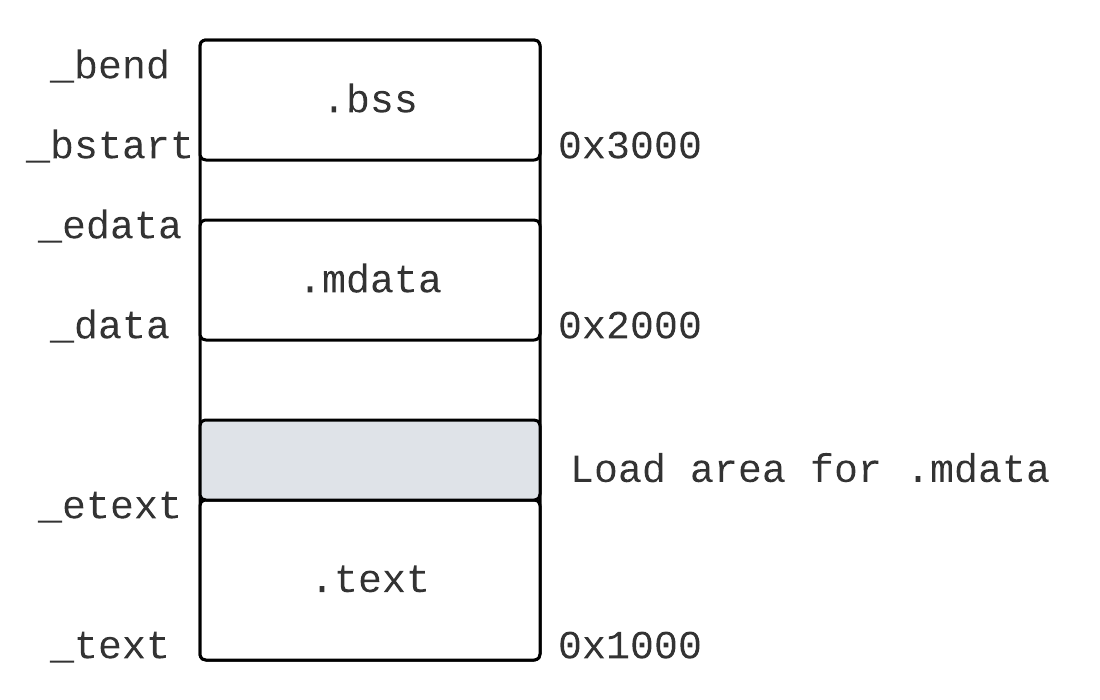 _bend
.bss
_bstart
0x3000
_edata
.mdata
_data
0x2000
Load area for .mdata
_etext
.text
_text
0x1000